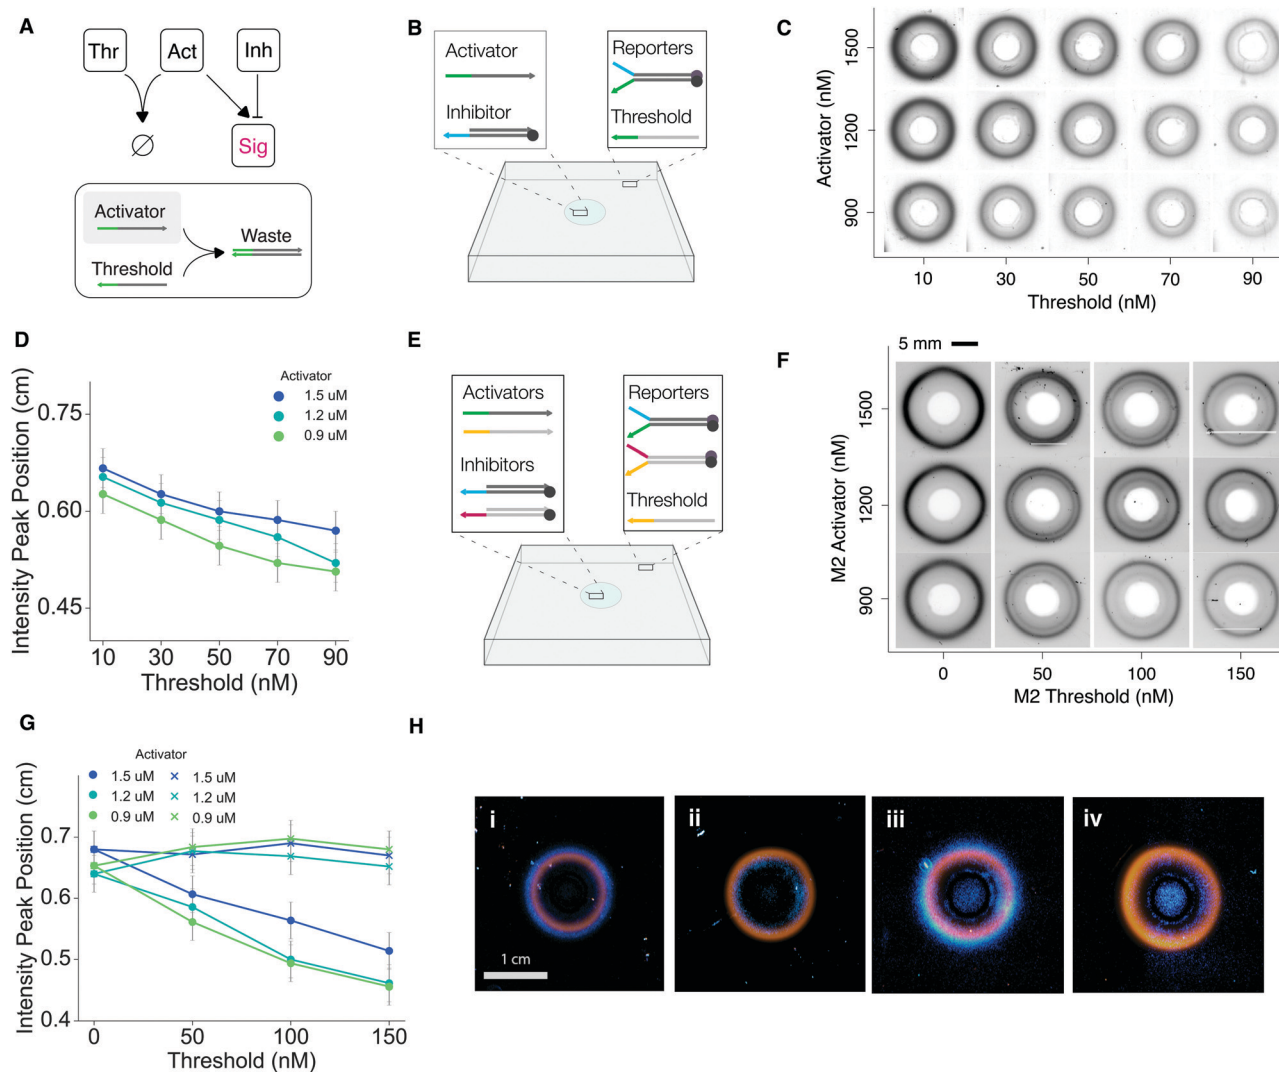 A
Thr
Act
Inh
∅
Sig
Activator
Threshold
Waste
B
Activator
Inhibitor
Reporters
Threshold
C
Activator (nM)
1500
1200
900
10
30
50
70
90
Threshold (nM)
D
Activator
1.5 uM
1.2 uM
0.9 uM
Intensity Peak Position (cm)
0.75
0.60
0.45
10
30
50
70
90
Threshold (nM)
E
Activators
Inhibitors
Reporters
Threshold
F
5 mm
M2 Activator (nM)
1500
1200
900
0
50
100
150
M2 Threshold (nM)
G
Activator
1.5 uM
1.5 uM
1.2 uM
1.2 uM
0.9 uM
0.9 uM
Intensity Peak Position (cm)
0.7
0.6
0.5
0.4
0
50
100
150
Threshold (nM)
H
i
ii
iii
iv
1 cm